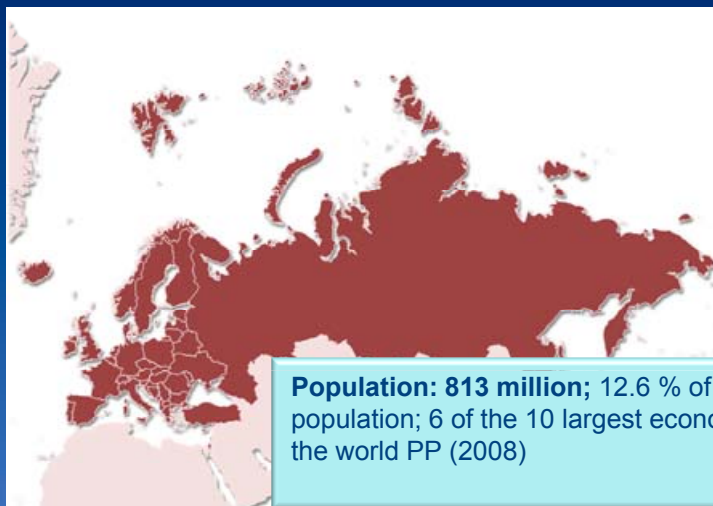 Population: 813 million; 12.6 % of
population; 6 of the 10 largest econo
the world PP (2008)